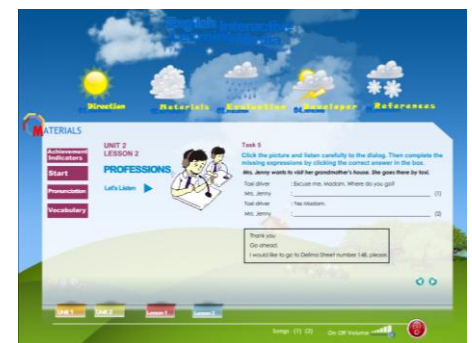 English Interactive
Direction
Materials
Evaluation
Developer
References
MATERIALS
Achievement
Indicators
Start
Pronunciation
Vocabulary
UNIT 2
LESSON 2
PROFESSIONS
Let's Listen
Task 5
Click the picture and listen carefully to the dialog. Then complete the
missing expressions by clicking the correct answer in the box.
Mrs. Jenny wants to visit her grandmother's house. She goes there by taxi.
Taxi driver : Excuse me, Madam. Where do you go?
Mrs. Jenny : (1)
Taxi driver : Yes Madam.
Mrs. Jenny : (2)
Thank you
Go ahead.
I would like to go to Delima Street number 148, please.
Unit 1
Unit 2
Lesson 1
Lesson 2
Songs (1) (2) On Off Volume